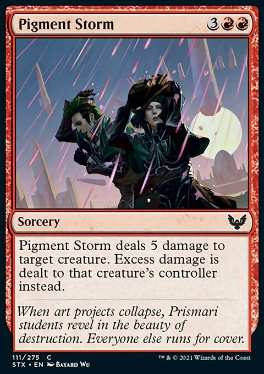 Pigment Storm 3
Sorcery
Pigment Storm deals 5 damage to
target creature. Excess damage is
dealt to that creature's controller
instead.
When art projects collapse, Prismari
students revel in the beauty of
destruction. Everyone else runs for cover.
111/275 C
STX • EN Bayard Wu
™ & © 2021 Wizards of the Coast